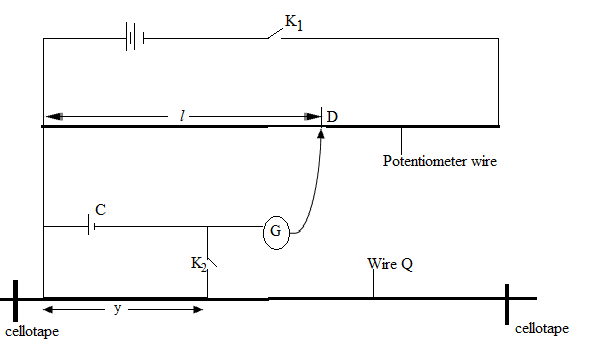 K1
l
D
Potentiometer wire
C
G
K2
Wire Q
y
cellotape
cellotape